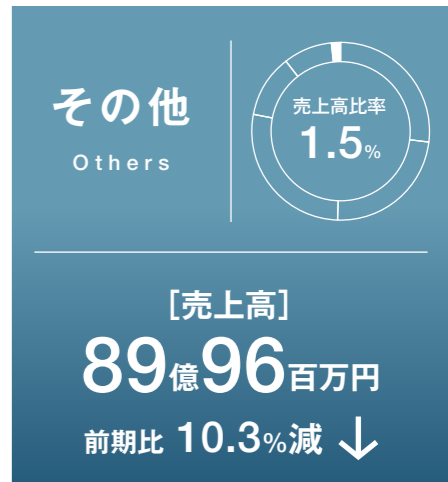 その他
Others
売上高比率
1.5%
[売上高]
89億96百万円
前期比 10.3%減 ↓